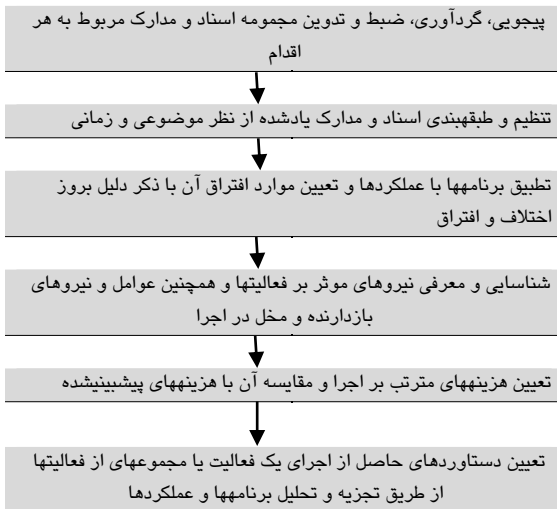 پیجویی، گردآوری، ضبط و تدوین مجمومه اسناد و مدارک مربوط به هر
اقدام
تنظیم و طبقهبندی اسناد و مدارک یادشده از نظر موضوعی و زمانی
تطبیق برنامهها با عملکردها و تعیین موارد افتراق آن با ذکر دلیل بروز
اختلاف و افتراق
شناسایی و معرفی نیروهای موثر بر فعالیتها و همچنین عوامل و نیروهای
بازدارنده و مخل در اجرا
تعیین هزینههای مترتب بر اجرا و مقایسه آن با هزینههای پیشبینیشده
تعیین دستاوردهای حاصل از اجرای یک فعالیت یا مجموعهای از فعالیتها
از طریق تجزیه و تحلیل برنامهها و عملکردها